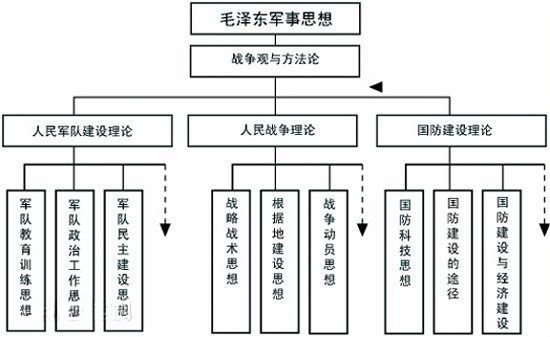 毛泽东军事思想
战争观与方法论
人民军队建设理论
人民战争理论
国防建设理论
军队教育训练思想
军队政治工作思想
军队民主建设思想
战略战术思想
根据地建设思想
战争动员思想
国防科技思想
国防建设的途径
国防建设与经济建设